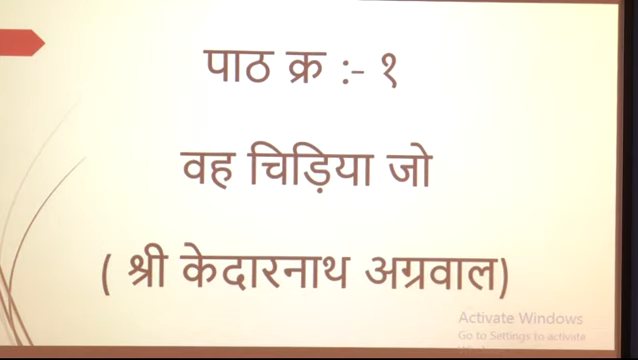 पाठ क्र :- १
वह चिड़िया जो
( श्री केदारनाथ अग्रवाल)
Activate Windows
Go to Settings to activate